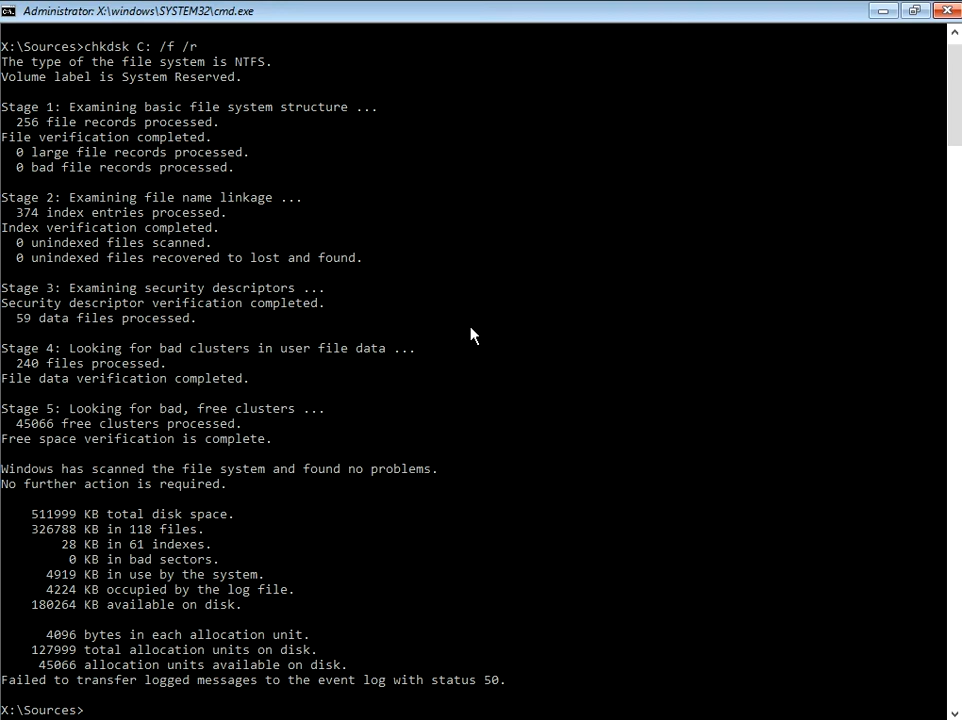 Administrator: X:\windows\SYSTEM32\cmd.exe
X:\Sources>chkdsk C: /f /r
The type of the file system is NTFS.
Volume label is System Reserved.

Stage 1: Examining basic file system structure ...
  256 file records processed.
File verification completed.
  0 large file records processed.
  0 bad file records processed.

Stage 2: Examining file name linkage ...
  374 index entries processed.
Index verification completed.
  0 unindexed files scanned.
  0 unindexed files recovered to lost and found.

Stage 3: Examining security descriptors ...
Security descriptor verification completed.
  59 data files processed.

Stage 4: Looking for bad clusters in user file data ...
  240 files processed.
File data verification completed.

Stage 5: Looking for bad, free clusters ...
  45066 free clusters processed.
Free space verification is complete.

Windows has scanned the file system and found no problems.
No further action is required.

    511999 KB total disk space.
    326788 KB in 118 files.
        28 KB in 61 indexes.
         0 KB in bad sectors.
      4919 KB in use by the system.
      4224 KB occupied by the log file.
    180264 KB available on disk.

      4096 bytes in each allocation unit.
    127999 total allocation units on disk.
     45066 allocation units available on disk.
Failed to transfer logged messages to the event log with status 50.

X:\Sources>